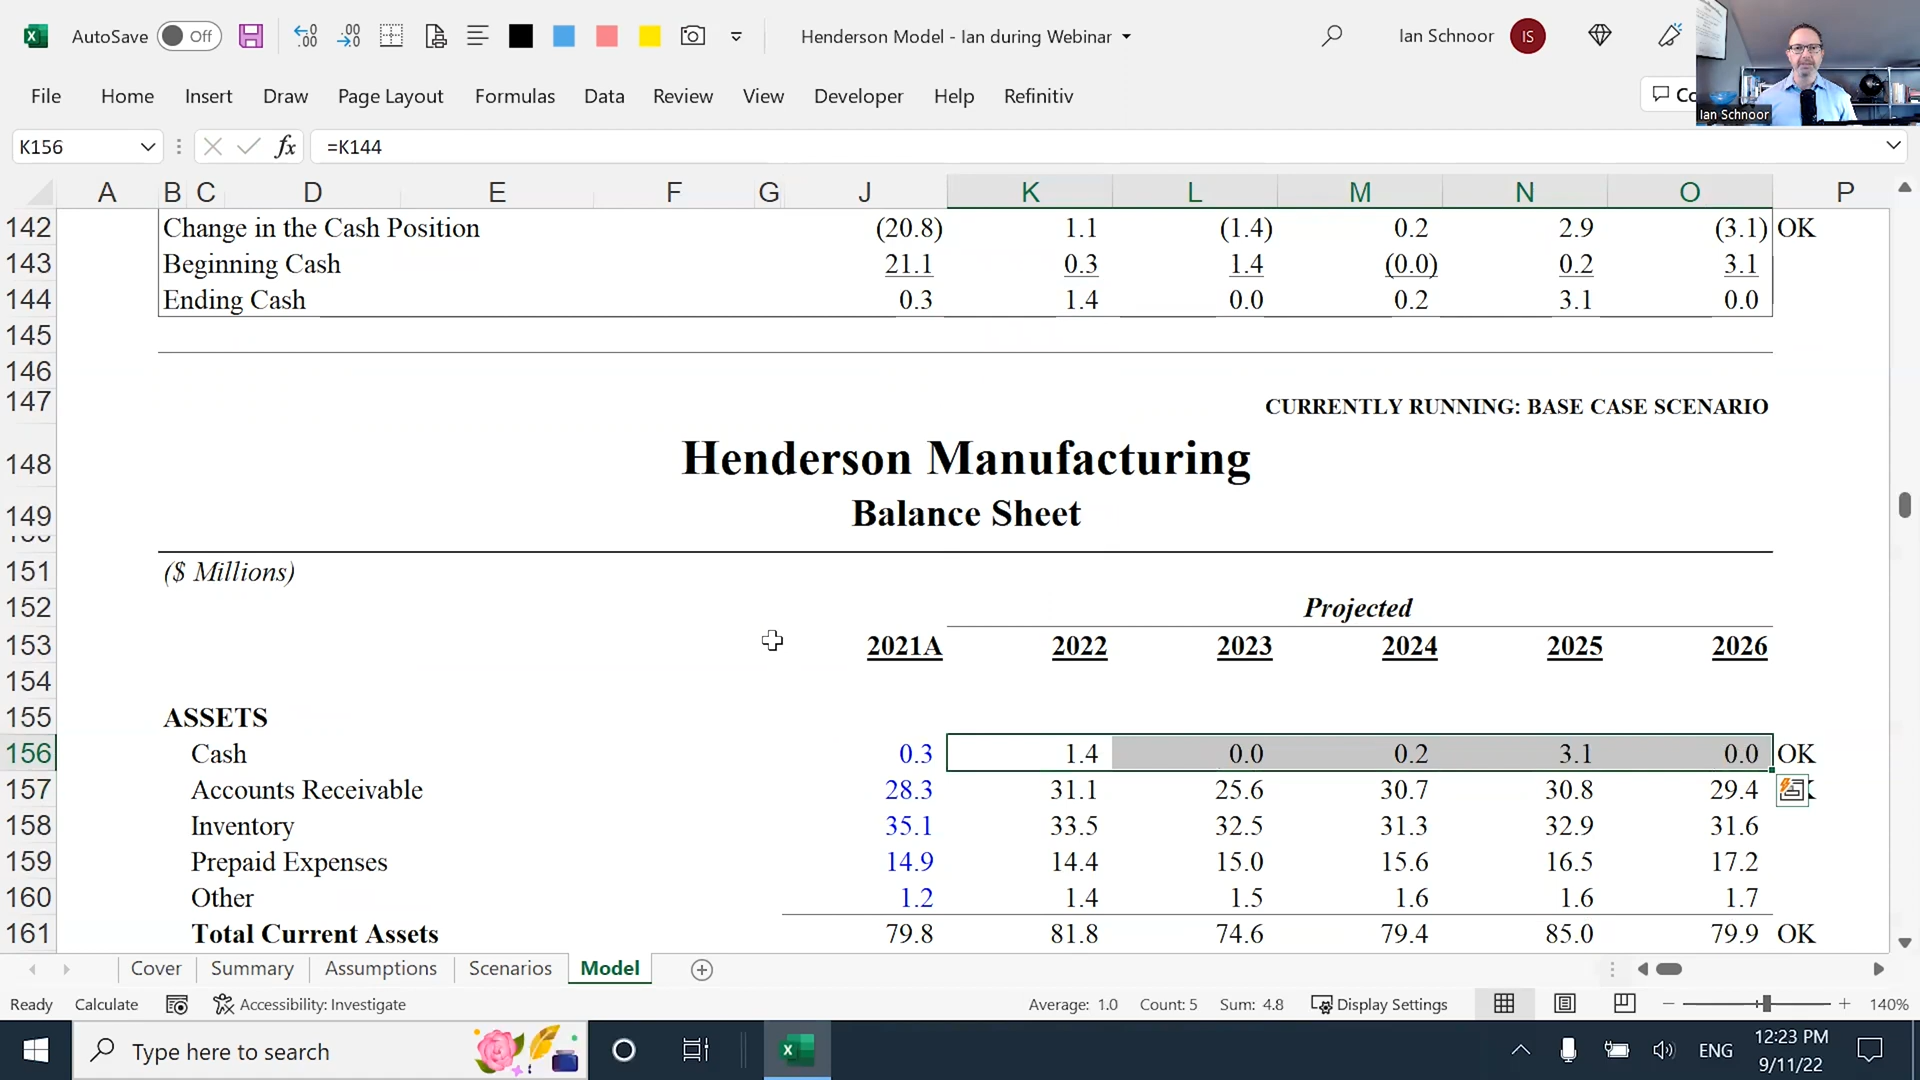 AutoSave Off Henderson Model - Ian during Webinar Ian Schnoor IS
File Home Insert Draw Page Layout Formulas Data Review View Developer Help Refinitiv
Ian Schnoor
K156 fx =K144
A B C D E F G J K L M N O P
142 Change in the Cash Position (20.8) 1.1 (1.4) 0.2 2.9 (3.1) OK
143 Beginning Cash 21.1 0.3 1.4 (0.0) 0.2 3.1
144 Ending Cash 0.3 1.4 0.0 0.2 3.1 0.0
145
146
147 CURRENTLY RUNNING: BASE CASE SCENARIO
148 Henderson Manufacturing
149 Balance Sheet
151 ($ Millions)
152 Projected
153 2021A 2022 2023 2024 2025 2026
154
155 ASSETS
156 Cash 0.3 1.4 0.0 0.2 3.1 0.0 OK
157 Accounts Receivable 28.3 31.1 25.6 30.7 30.8 29.4
158 Inventory 35.1 33.5 32.5 31.3 32.9 31.6
159 Prepaid Expenses 14.9 14.4 15.0 15.6 16.5 17.2
160 Other 1.2 1.4 1.5 1.6 1.6 1.7
161 Total Current Assets 79.8 81.8 74.6 79.4 85.0 79.9 OK
Cover Summary Assumptions Scenarios Model
Ready Calculate Accessibility: Investigate Average: 1.0 Count: 5 Sum: 4.8 Display Settings 140%
Type here to search ENG 12:23 PM
9/11/22